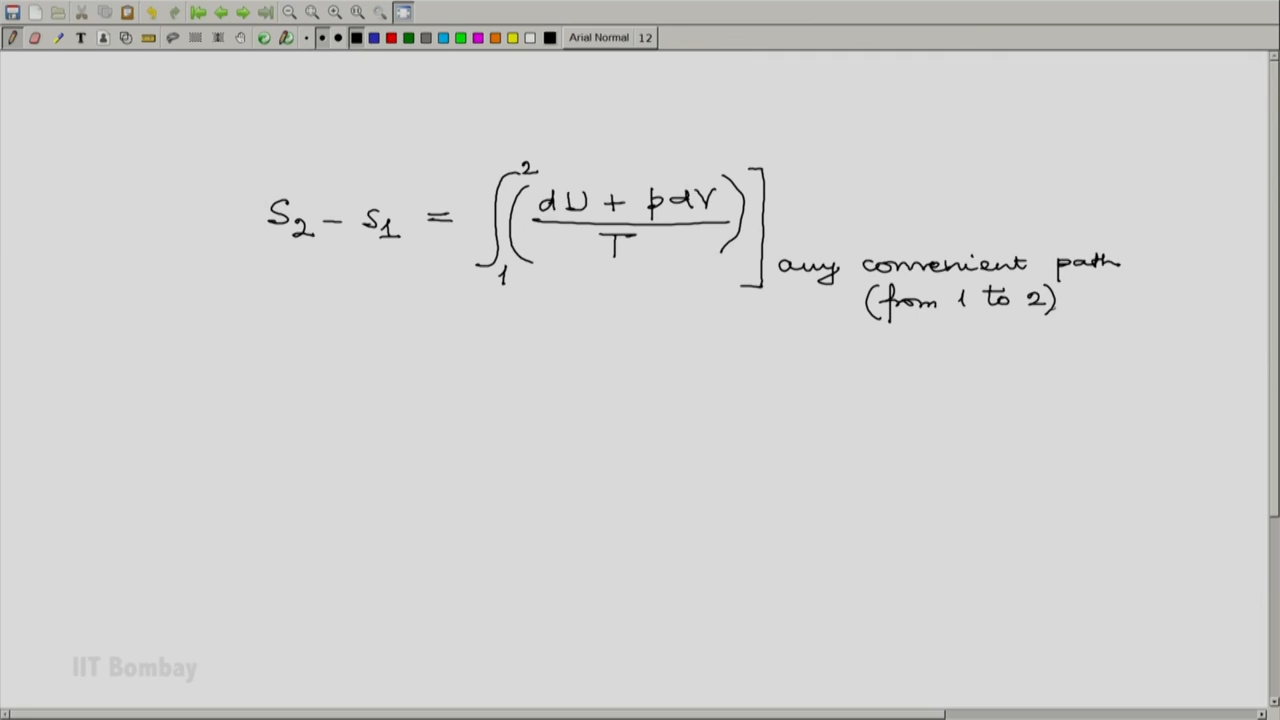 Arial Normal 12
S₂ - S₁ = ∫₁² ( (dU + pdV) / T ) ] any convenient path
(from 1 to 2)
IIT Bombay